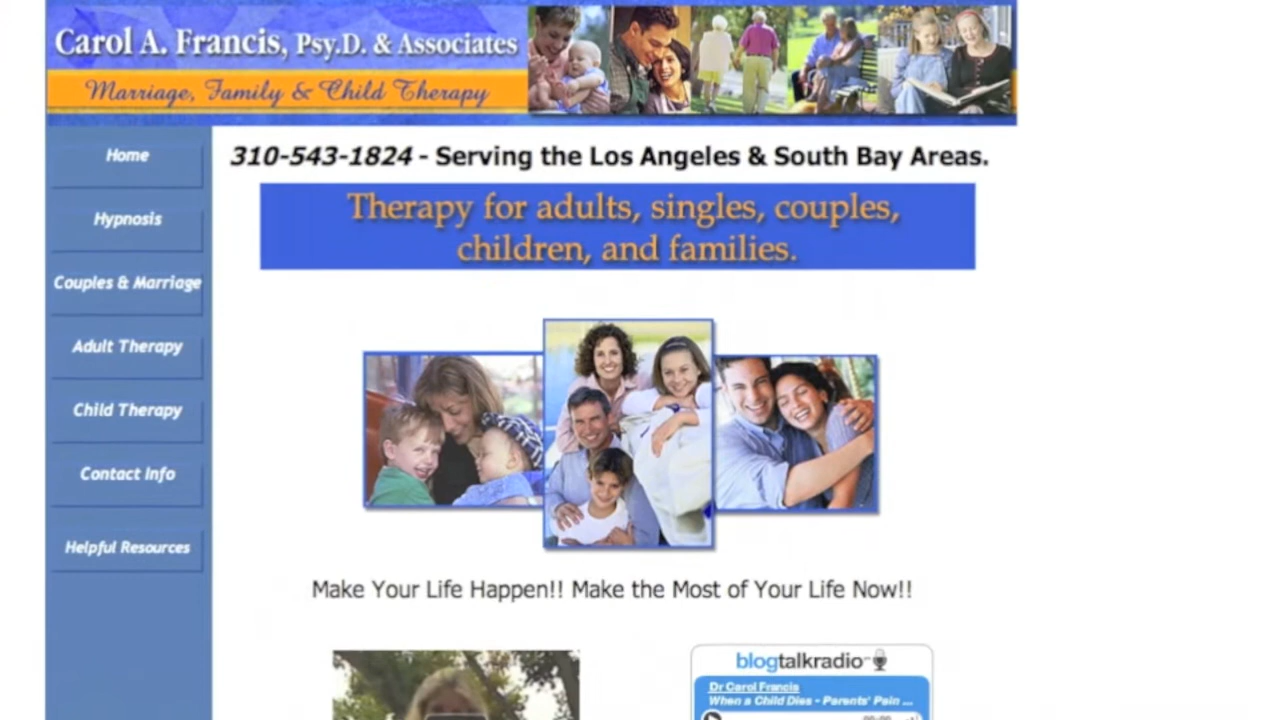 Carol A. Francis, Psy.D. & Associates
Marriage, Family & Child Therapy
Home
Hypnosis
Couples & Marriage
Adult Therapy
Child Therapy
Contact Info
Helpful Resources
310-543-1824 - Serving the Los Angeles & South Bay Areas.
Therapy for adults, singles, couples,
children, and families.
Make Your Life Happen!! Make the Most of Your Life Now!!
blogtalkradio
Dr Carol Francis
When a Child Dies - Parents' Pain ...